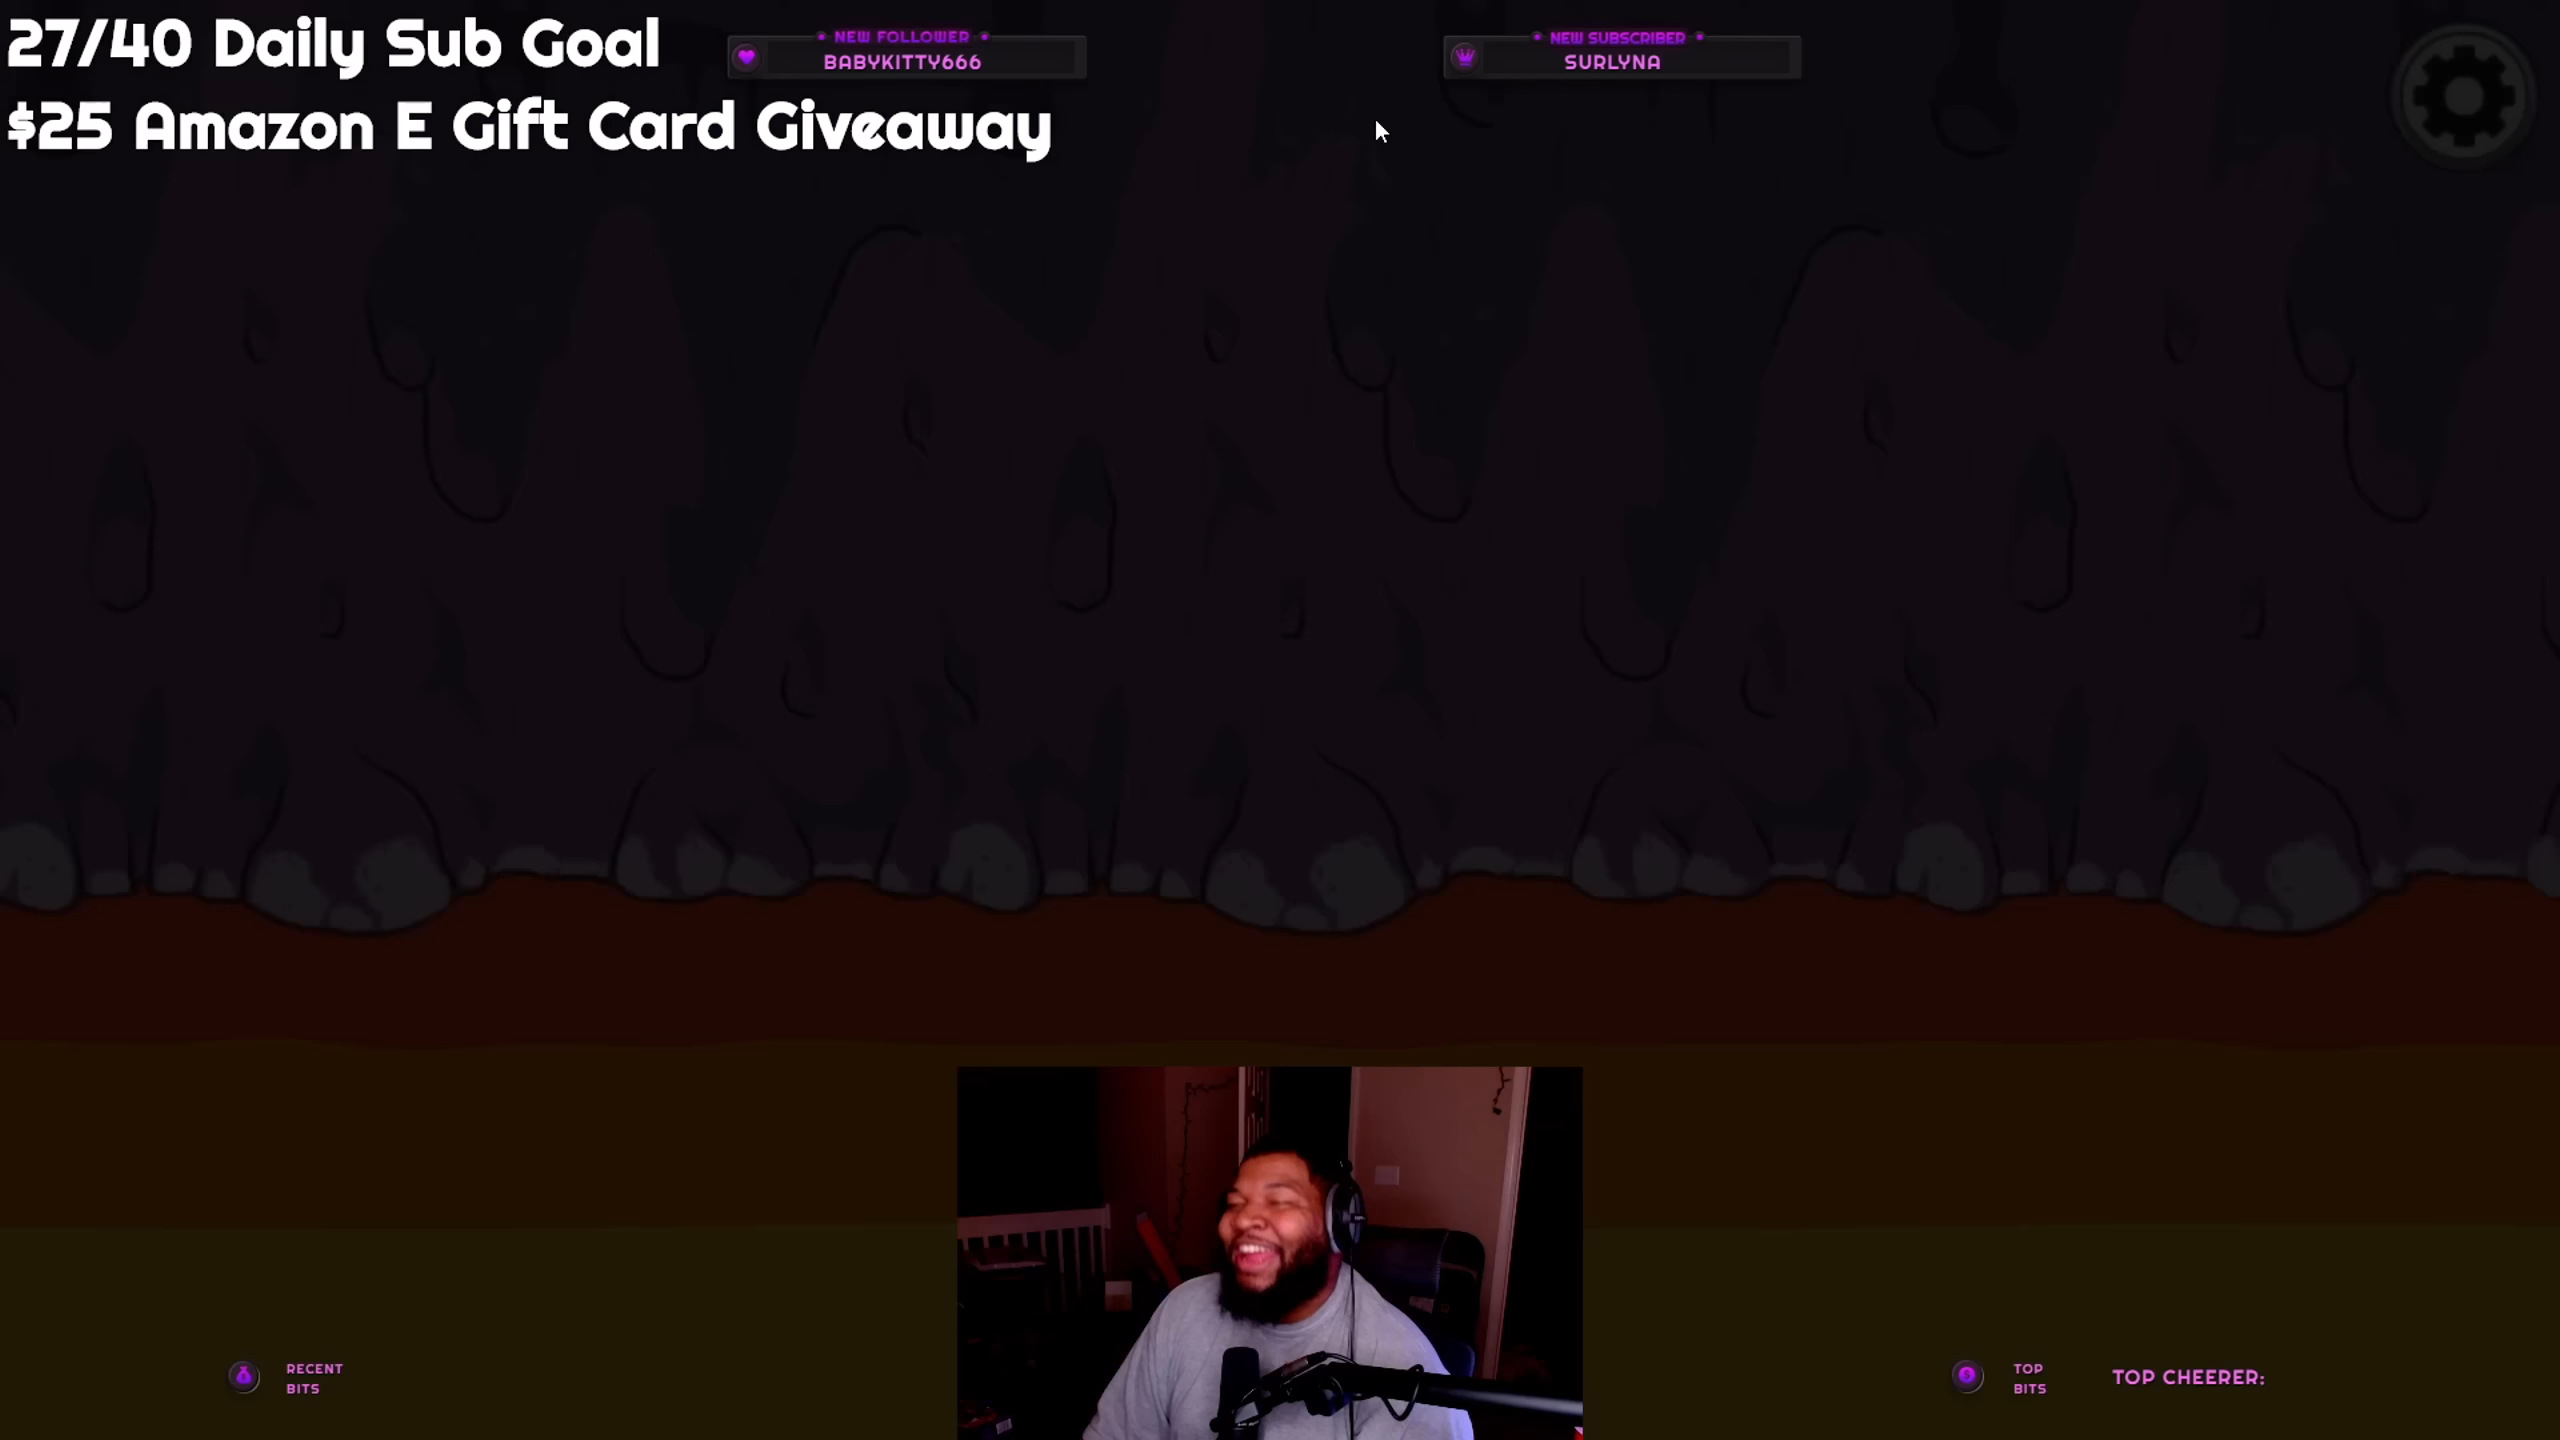 27/40 Daily Sub Goal
$25 Amazon E Gift Card Giveaway
NEW FOLLOWER
BABYKITTY666
NEW SUBSCRIBER
SURLYNA
RECENT
BITS
TOP
BITS
TOP CHEERER: